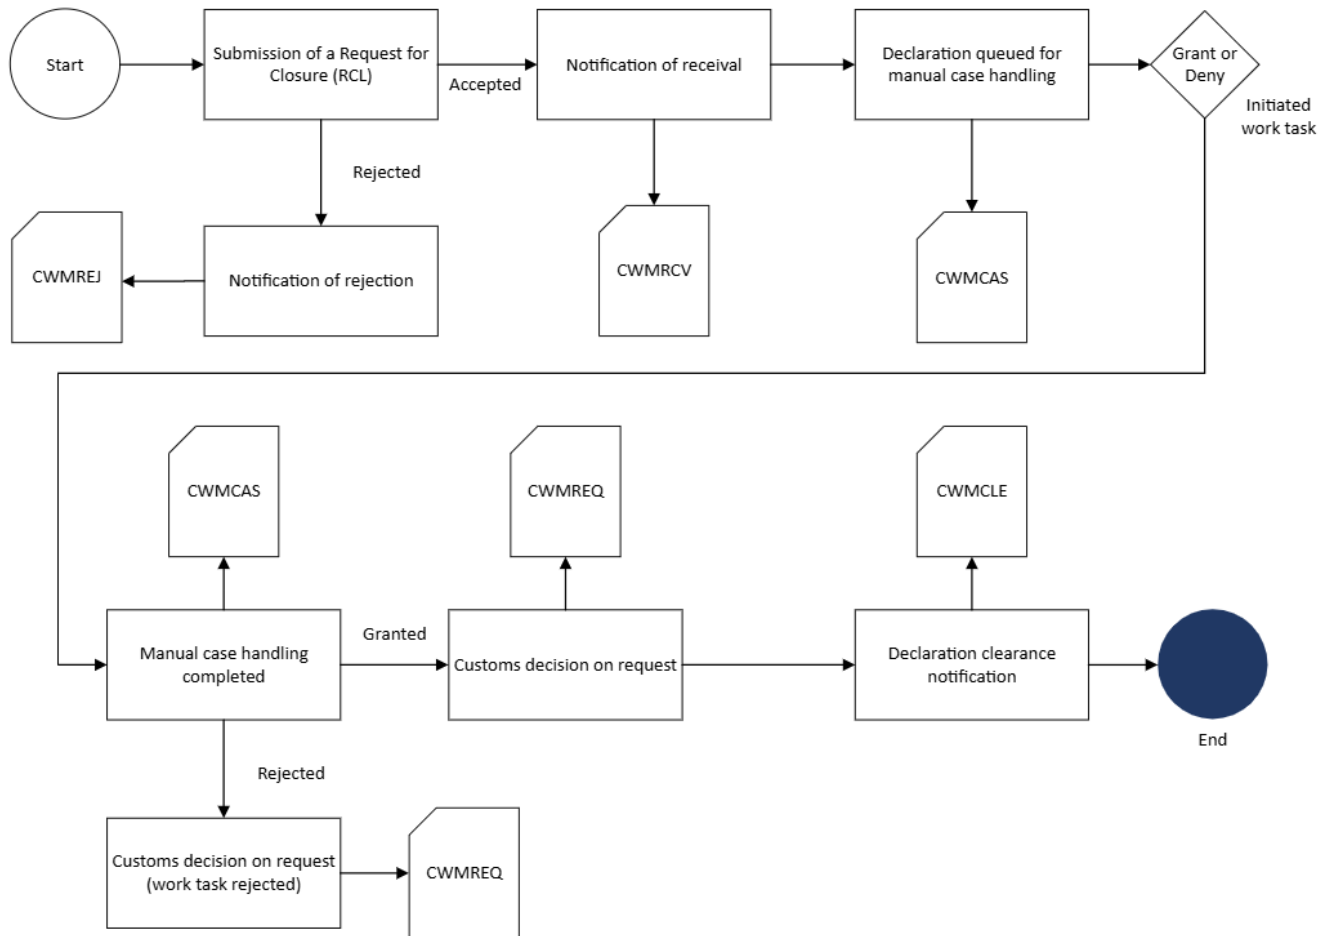 Start
Submission of a Request for
Closure (RCL)
Accepted
Notification of receival
Declaration queued for
manual case handling
Grant or
Deny
Initiated
work task
Rejected
CWMREJ
Notification of rejection
CWMRCV
CWMCAS
CWMCAS
CWMREQ
CWMCLE
Manual case handling
completed
Granted
Customs decision on request
Declaration clearance
notification
End
Rejected
Customs decision on request
(work task rejected)
CWMREQ